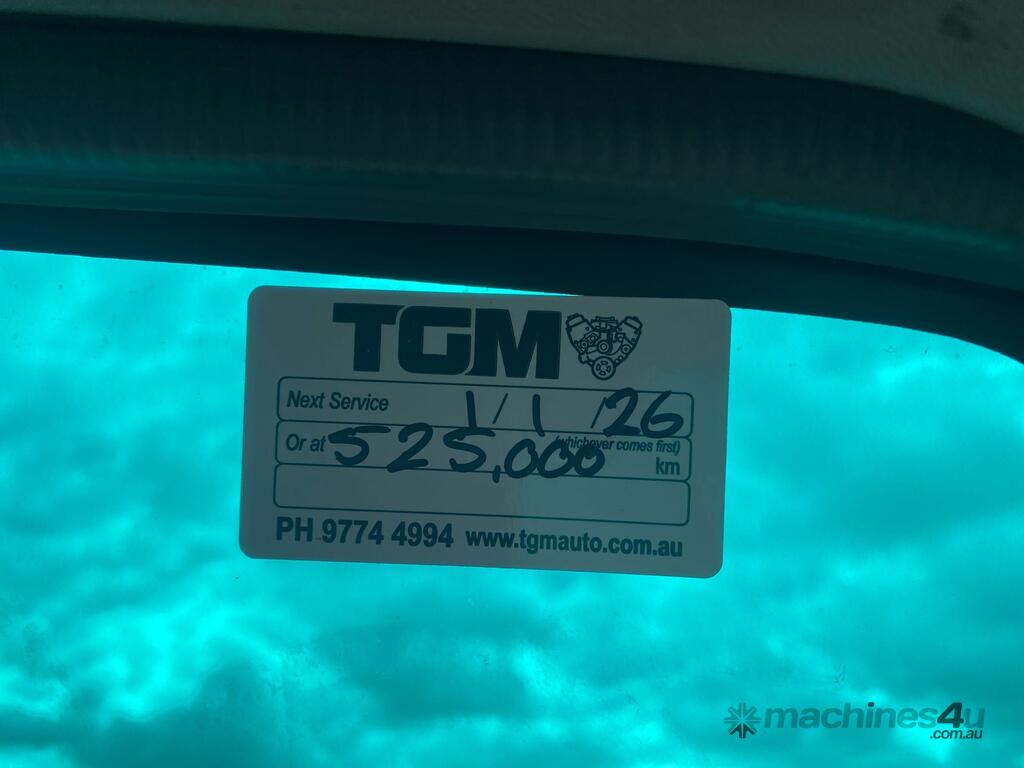 TGM
Next Service 1/1/26
Or at 525,000 (whichever comes first) km
PH 9774 4994 www.tgmauto.com.au
machines4u
.com.au